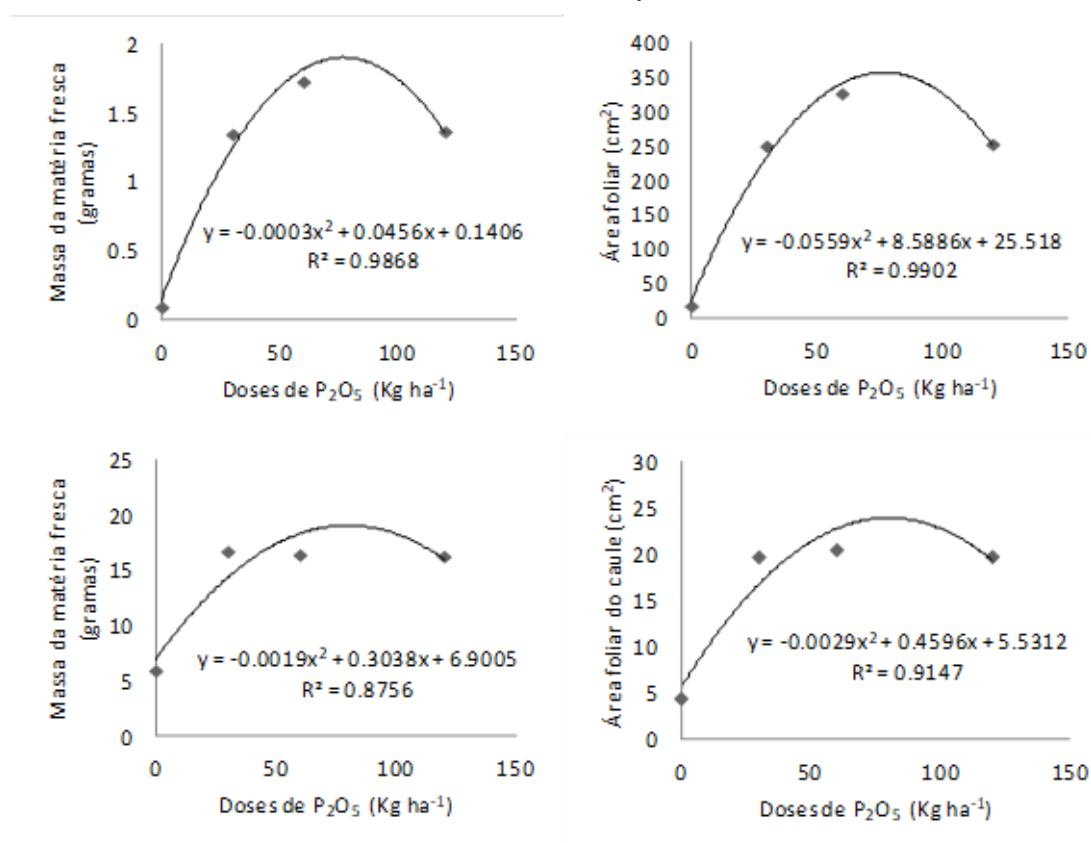 Massa da matéria fresca
(gramas)
2
1.5
1
0.5
0
y = -0.0003x² + 0.0456x + 0.1406
R² = 0.9868
0 50 100 150
Doses de P₂O₅ (Kg ha⁻¹)
Área foliar (cm²)
400
350
300
250
200
150
100
50
0
y = -0.0559x² + 8.5886x + 25.518
R² = 0.9902
0 50 100 150
Doses de P₂O₅ (Kg ha⁻¹)
Massa da matéria fresca
(gramas)
25
20
15
10
5
0
y = -0.0019x² + 0.3038x + 6.9005
R² = 0.8756
0 50 100 150
Doses de P₂O₅ (Kg ha⁻¹)
Área foliar do caule (cm²)
30
25
20
15
10
5
0
y = -0.0029x² + 0.4596x + 5.5312
R² = 0.9147
0 50 100 150
Doses de P₂O₅ (Kg ha⁻¹)